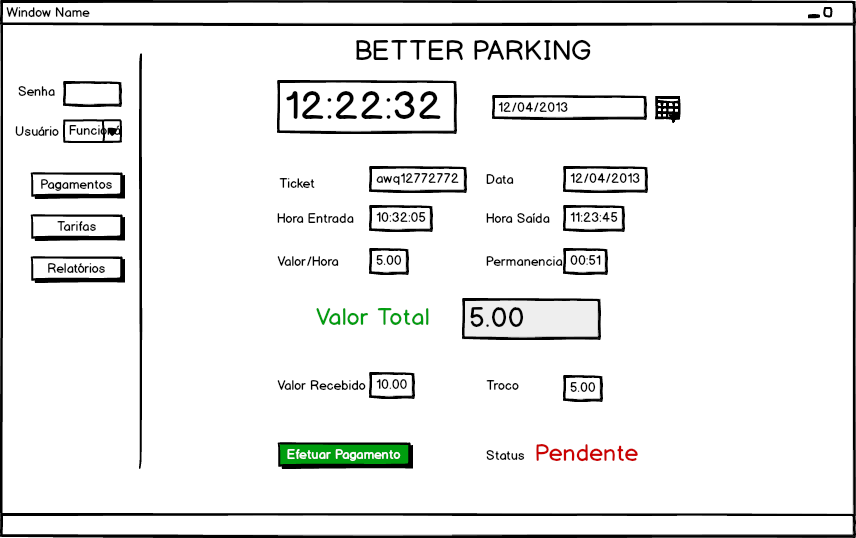 Window Name
BETTER PARKING
Senha
12:22:32
12/04/2013
Usuário
Pagamentos
Tarifas
Relatórios
Ticket awq12772772 Data 12/04/2013
Hora Entrada 10:32:05 Hora Saída 11:23:45
Valor/Hora 5.00 Permanencia 00:51
Valor Total 5.00
Valor Recebido 10.00 Troco 5.00
Efetuar Pagamento Status Pendente